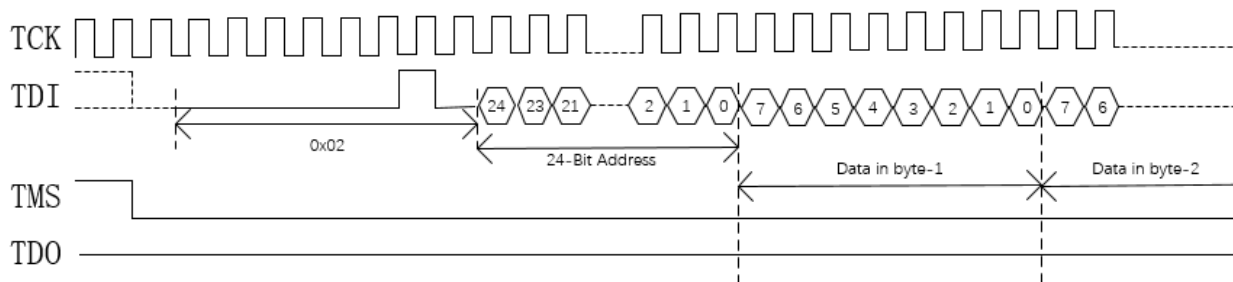 TCK
TDI
24 23 21 2 1 0 7 6 5 4 3 2 1 0 7 6
0x02
24-Bit Address
Data in byte-1
Data in byte-2
TMS
TDO